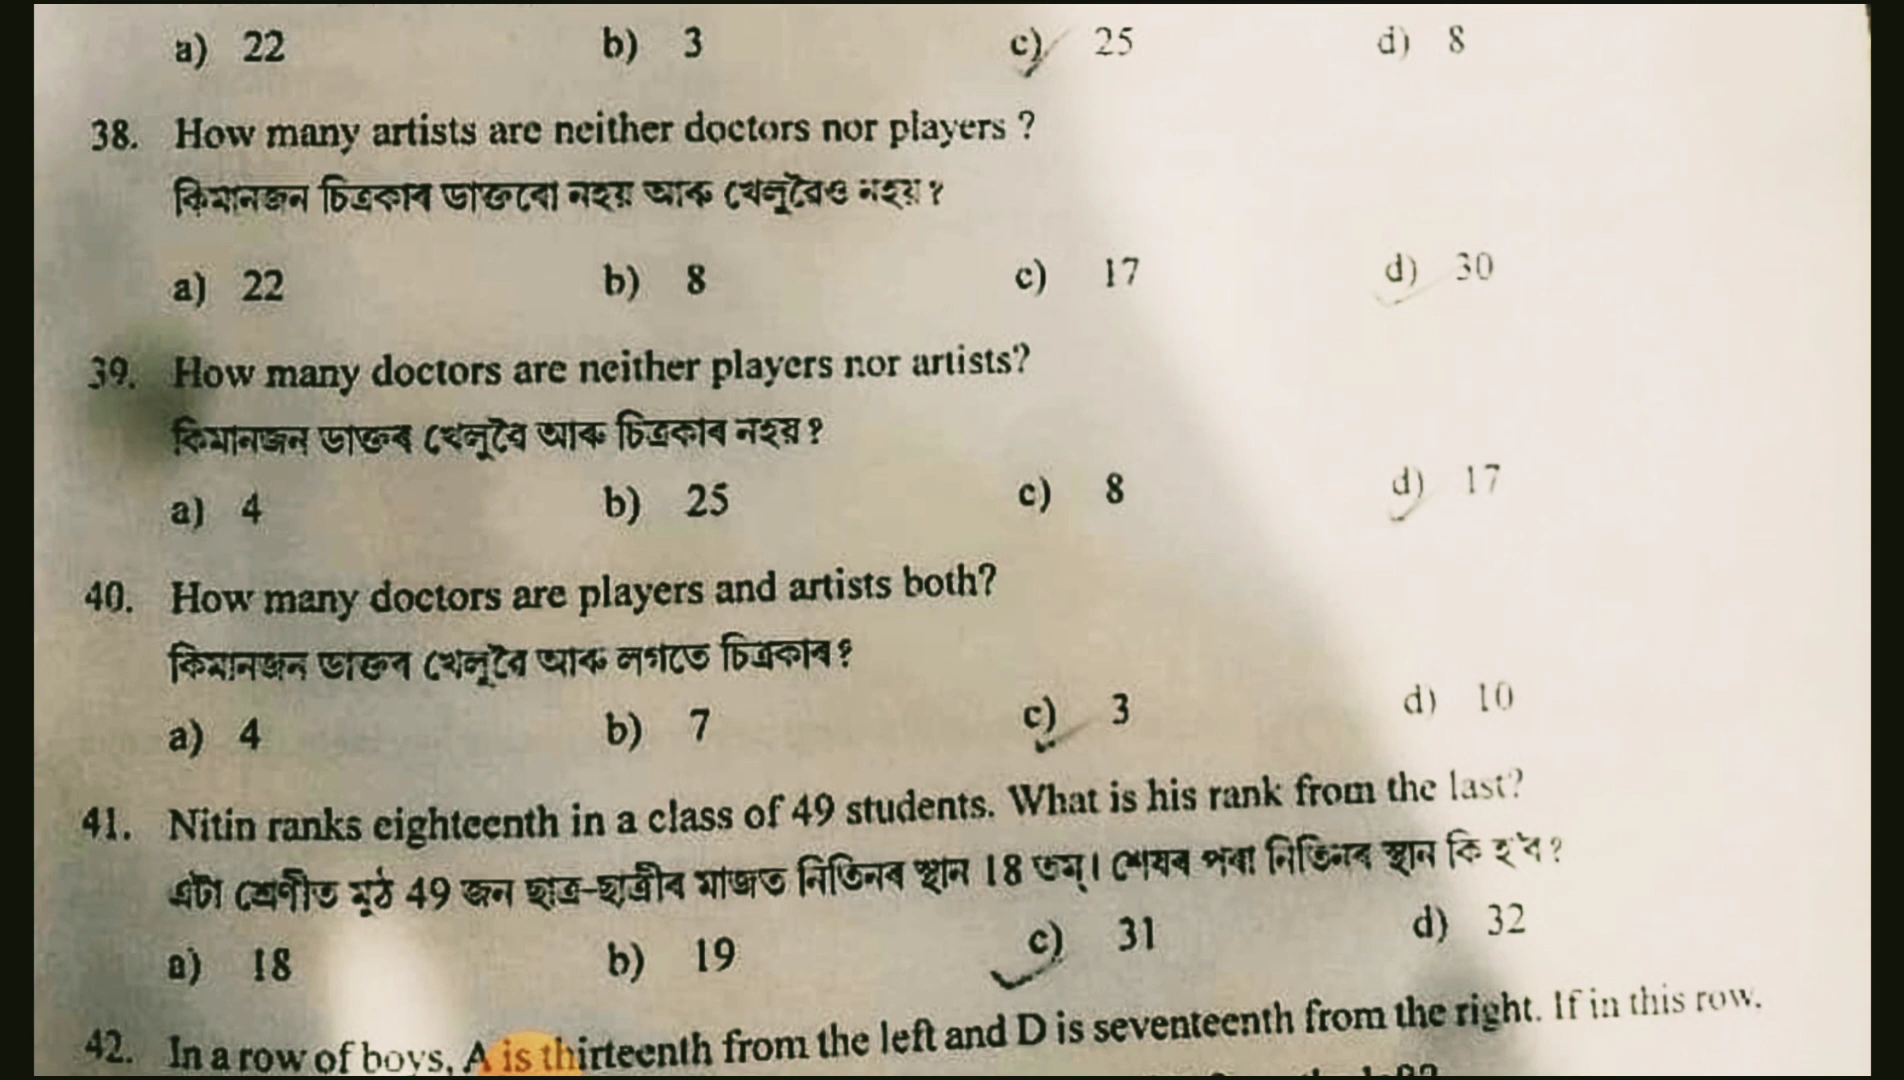 a) 22 b) 3 c) 25 d) 8
38. How many artists are neither doctors nor players ?
কিমানজন চিত্ৰকাৰ ডাক্তৰো নহয় আৰু খেলুৱৈও নহয়?
a) 22 b) 8 c) 17 d) 30
39. How many doctors are neither players nor artists?
কিমানজন ডাক্তৰ খেলুৱৈ আৰু চিত্ৰকাৰ নহয়?
a) 4 b) 25 c) 8 d) 17
40. How many doctors are players and artists both?
কিমানজন ডাক্তৰ খেলুৱৈ আৰু লগতে চিত্ৰকাৰ?
a) 4 b) 7 c) 3 d) 10
41. Nitin ranks eighteenth in a class of 49 students. What is his rank from the last?
এটা শ্ৰেণীত মুঠ 49 জন ছাত্ৰ-ছাত্ৰীৰ মাজত নিতিনৰ স্থান 18 তম্। শেষৰ পৰা নিতিনৰ স্থান কি হ'ব?
a) 18 b) 19 c) 31 d) 32
42. In a row of boys, A is thirteenth from the left and D is seventeenth from the right. If in this row,